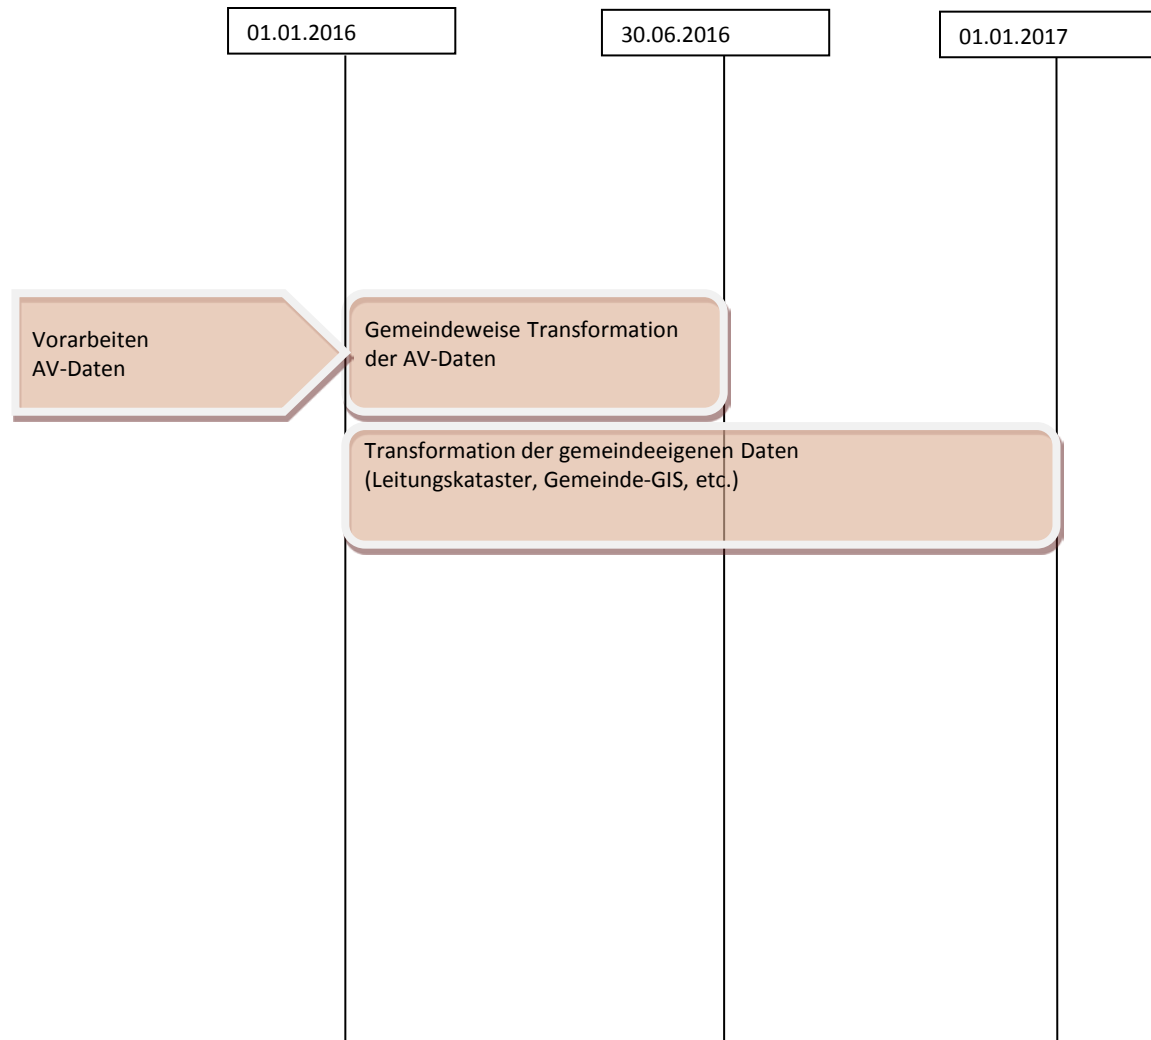 01.01.2016
30.06.2016
01.01.2017
Vorarbeiten
AV-Daten
Gemeindeweise Transformation
der AV-Daten
Transformation der gemeindeeigenen Daten
(Leitungskataster, Gemeinde-GIS, etc.)